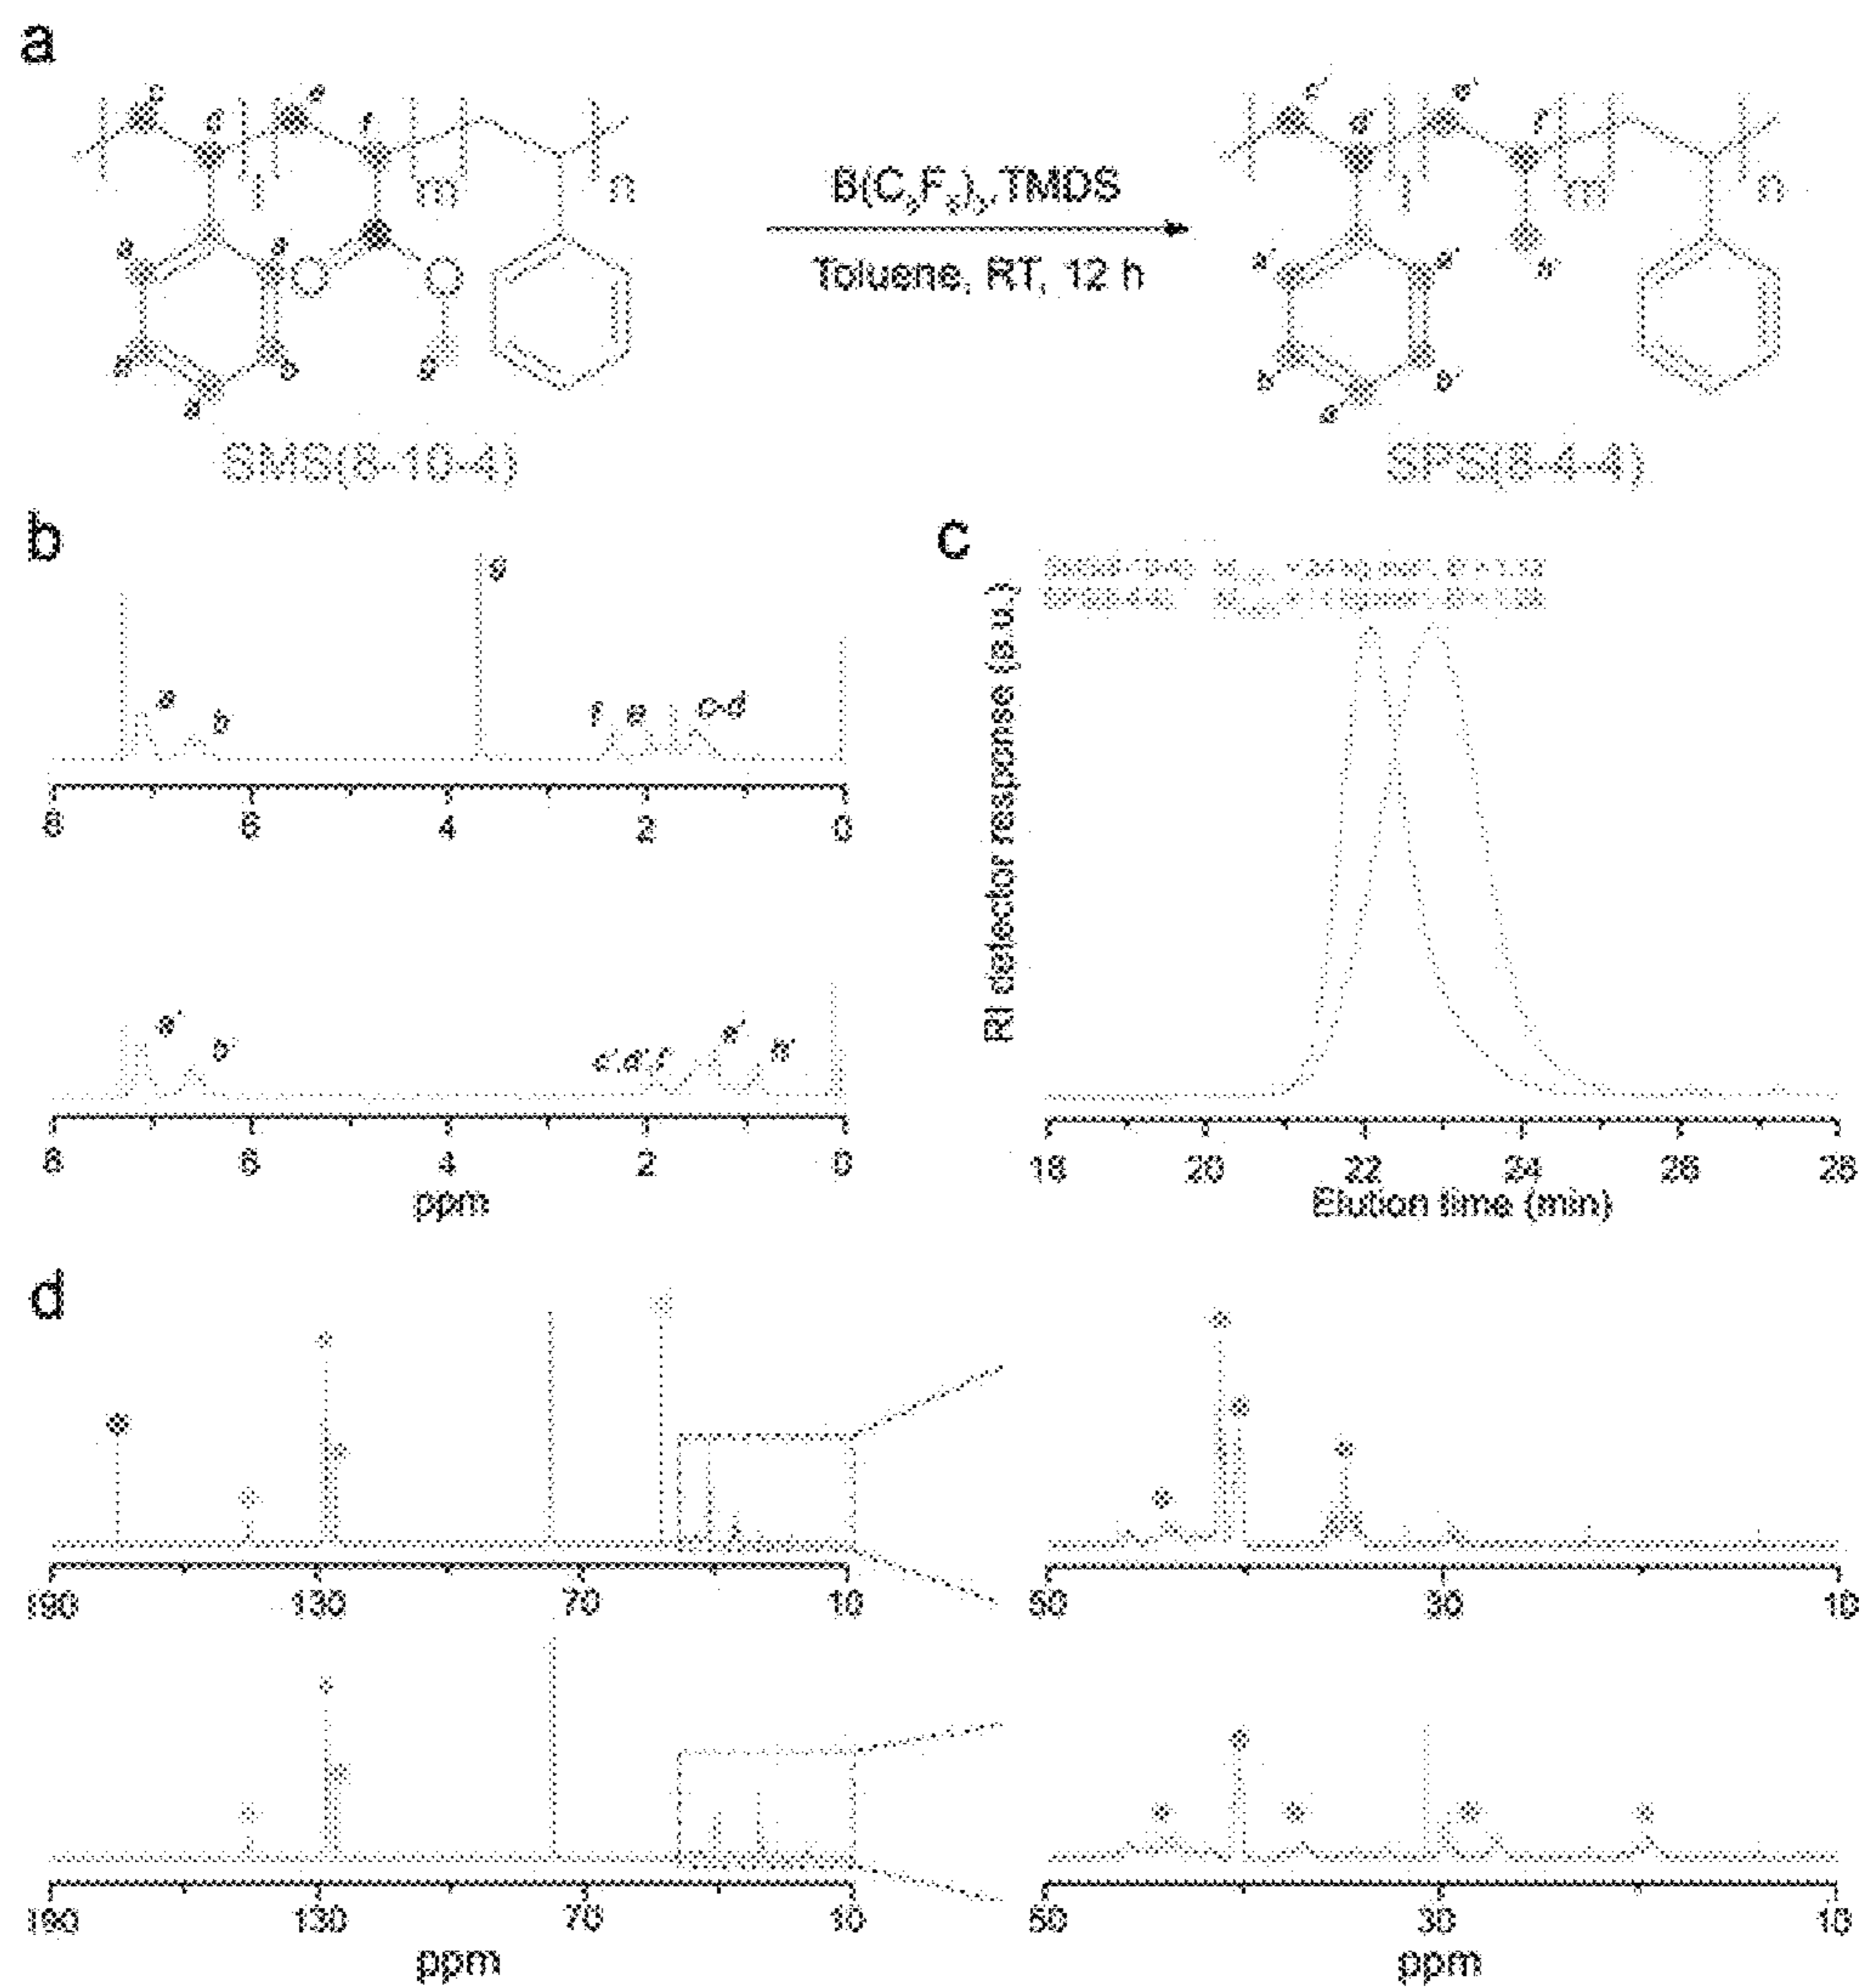 a
c d e f
l m n
a a O O
b b g
a
SMS(8-10-4)
B(C6F5)3, TMDS
Toluene, RT, 12 h
c' d' e' f'
l m n
a' a' h'
b' b'
a'
SPS(8-4-4)
b
g
a b f e c-d
8 6 4 2 0
a' b' c',d',f' e' h'
8 6 4 2 0
ppm
c
RI detector response (a.u.)
18 20 22 24 26 28
Elution time (min)
d
190 130 70 10
50 30 10
190 130 70 10
ppm
50 30 10
ppm